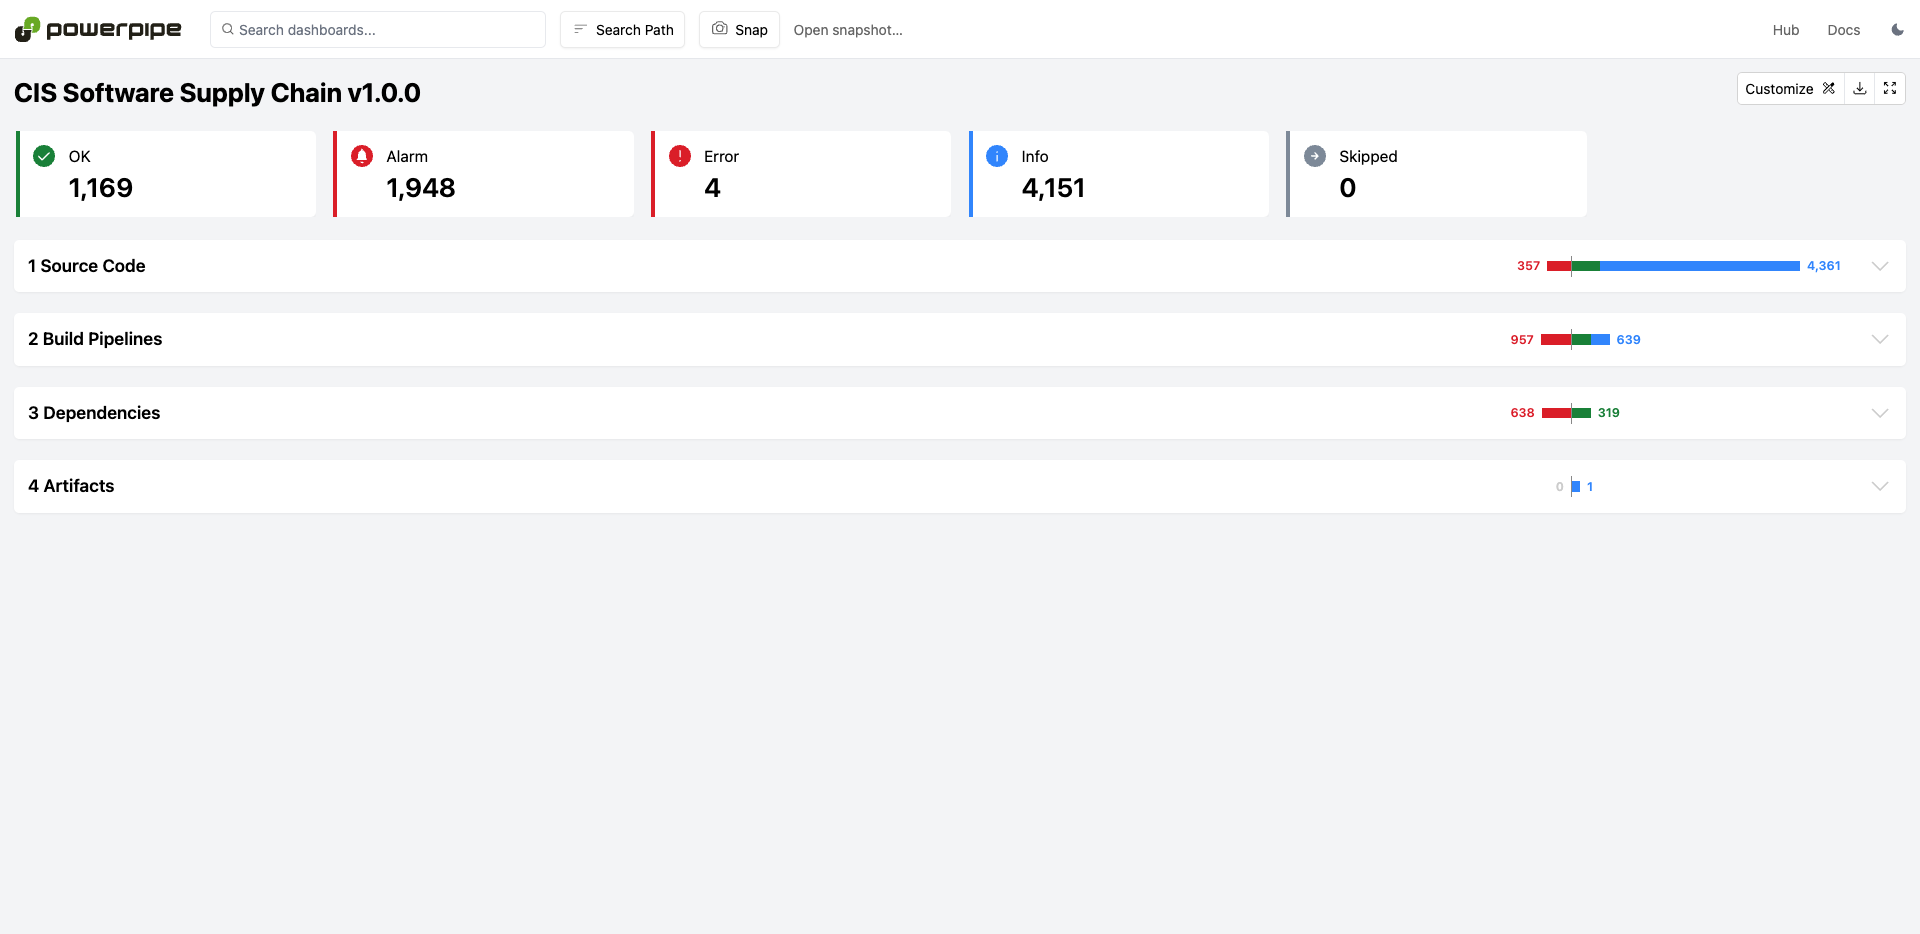 powerpipe
Search dashboards...
Search Path
Snap
Open snapshot...
Hub
Docs
CIS Software Supply Chain v1.0.0
Customize
OK
1,169
Alarm
1,948
Error
4
Info
4,151
Skipped
0
1 Source Code
357
4,361
2 Build Pipelines
957
639
3 Dependencies
638
319
4 Artifacts
0
1